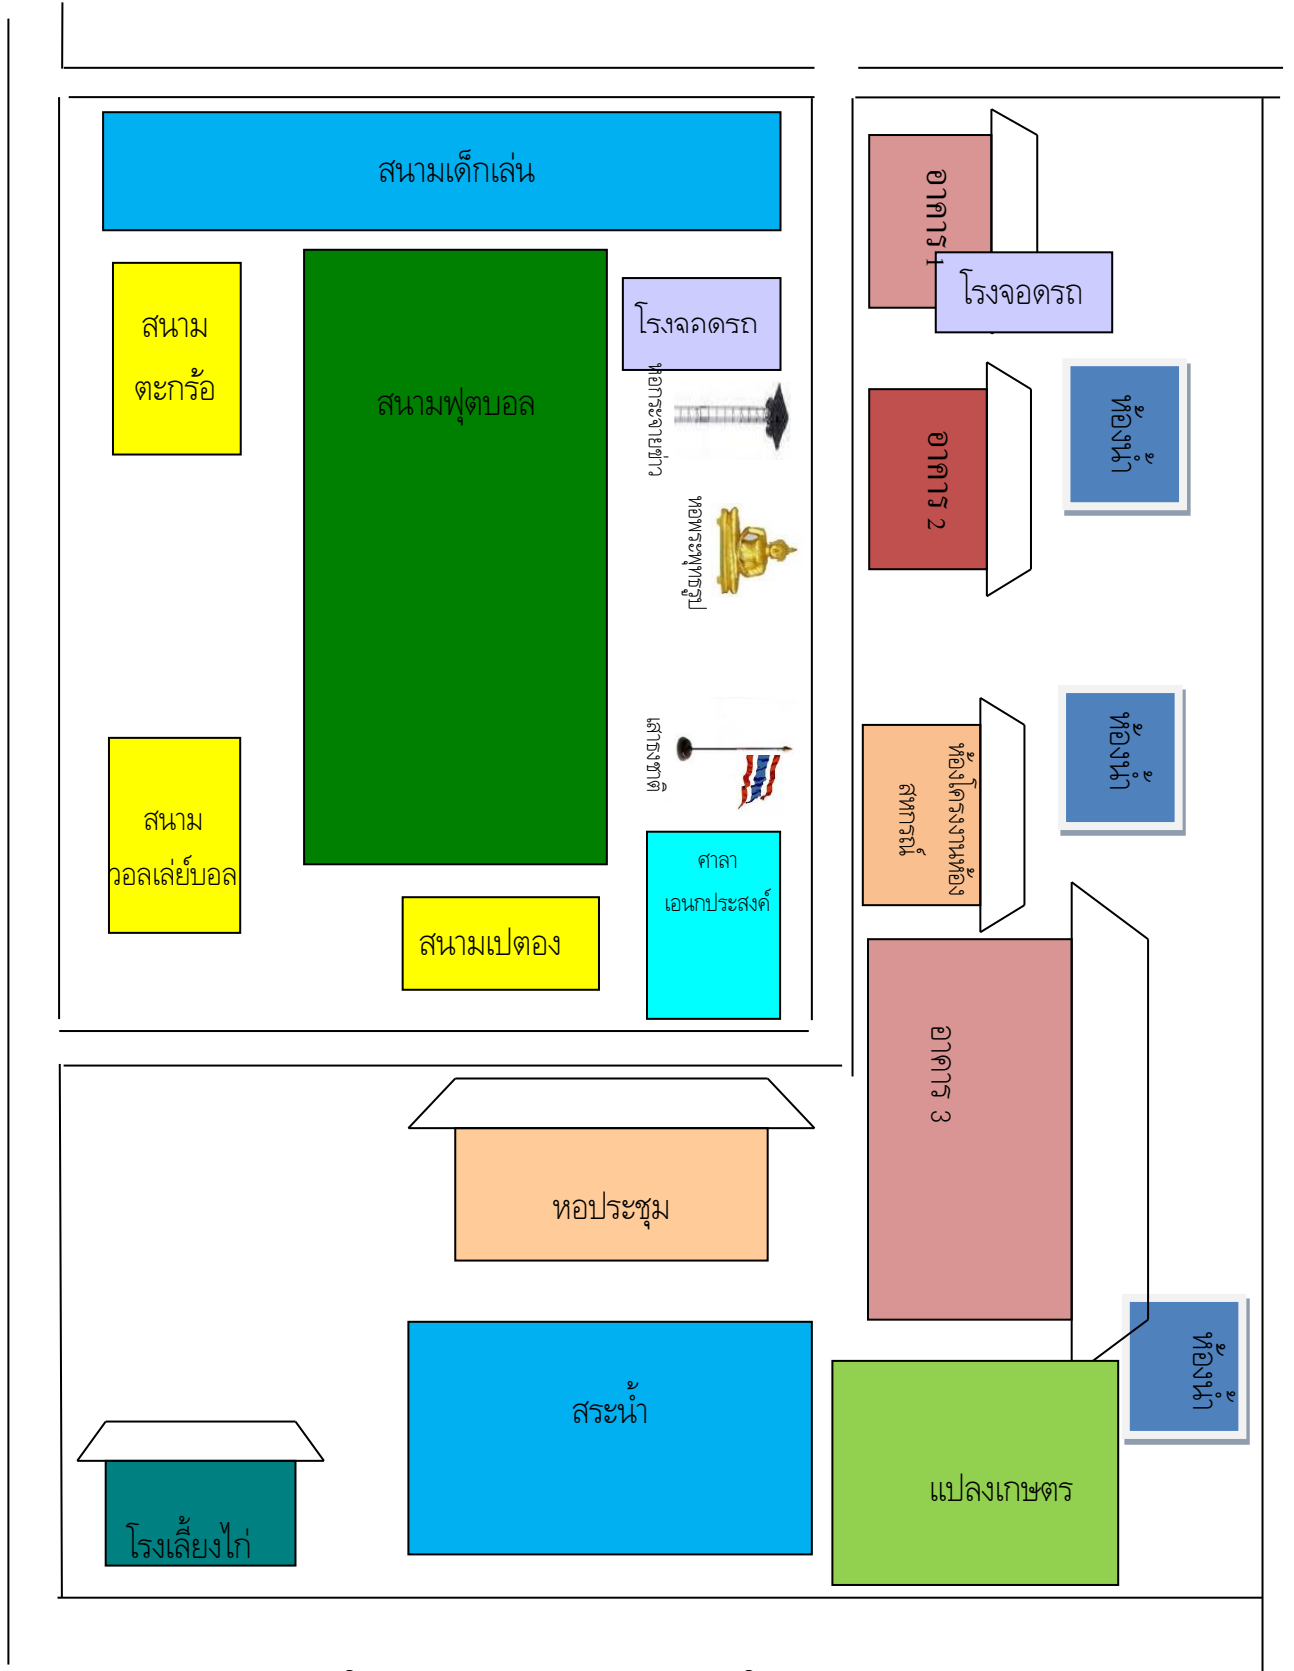 สนามเด็กเล่น
อาคาร 1
โรงจอดรถ
สนาม
ตะกร้อ
สนามฟุตบอล
โรงจอดรถ
หอกระจายข่าว
อาคาร 2
ห้องน้ำ
หอพระพุทธรูป
เสาธงชาติ
ห้องโครงงานห้อง
สหกรณ์
ห้องน้ำ
สนาม
วอลเล่ย์บอล
ศาลา
เอนกประสงค์
สนามเปตอง
อาคาร 3
หอประชุม
ห้องน้ำ
สระน้ำ
แปลงเกษตร
โรงเลี้ยงไก่